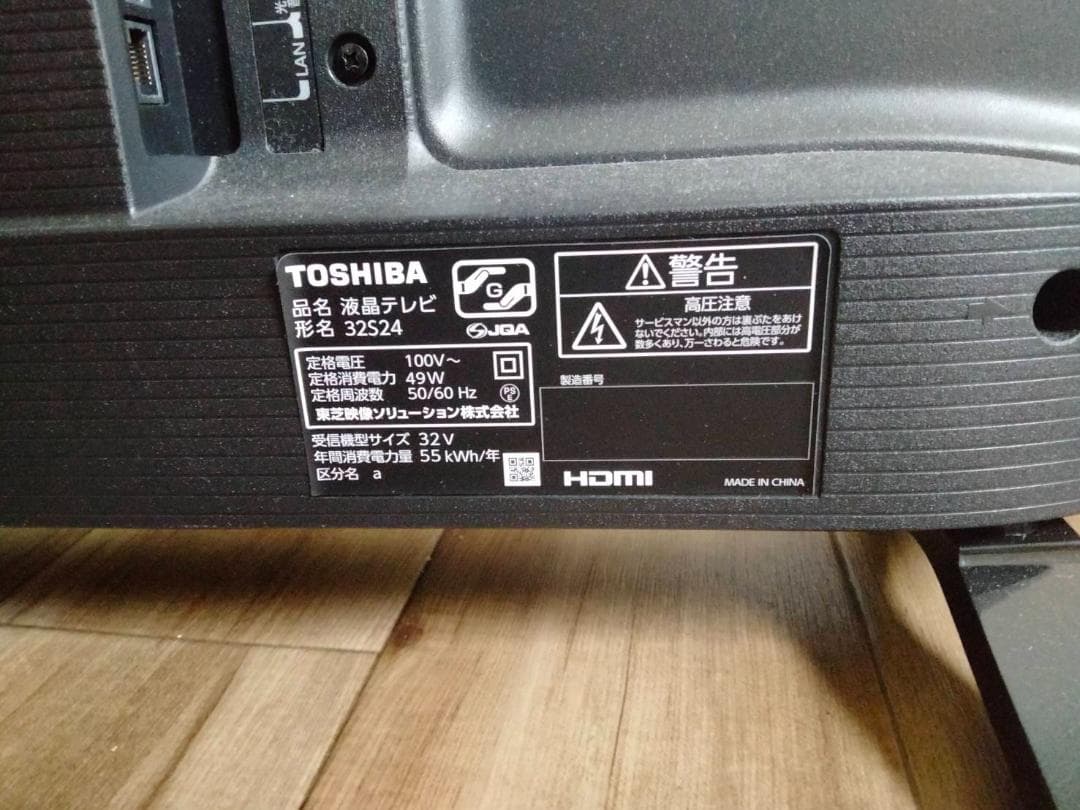 光
LAN
TOSHIBA
品名 液晶テレビ
形名 32S24
G
JQA
定格電圧 100V～
定格消費電力 49W
定格周波数 50/60 Hz
PS
E
東芝映像ソリューション株式会社
受信機型サイズ 32V
年間消費電力量 55kWh/年
区分名 a
警告
高圧注意
サービスマン以外の方は裏ぶたをあけ
ないでください。内部には高電圧部分が
数多くあり、万一さわると危険です。
製造番号
HDMI
MADE IN CHINA